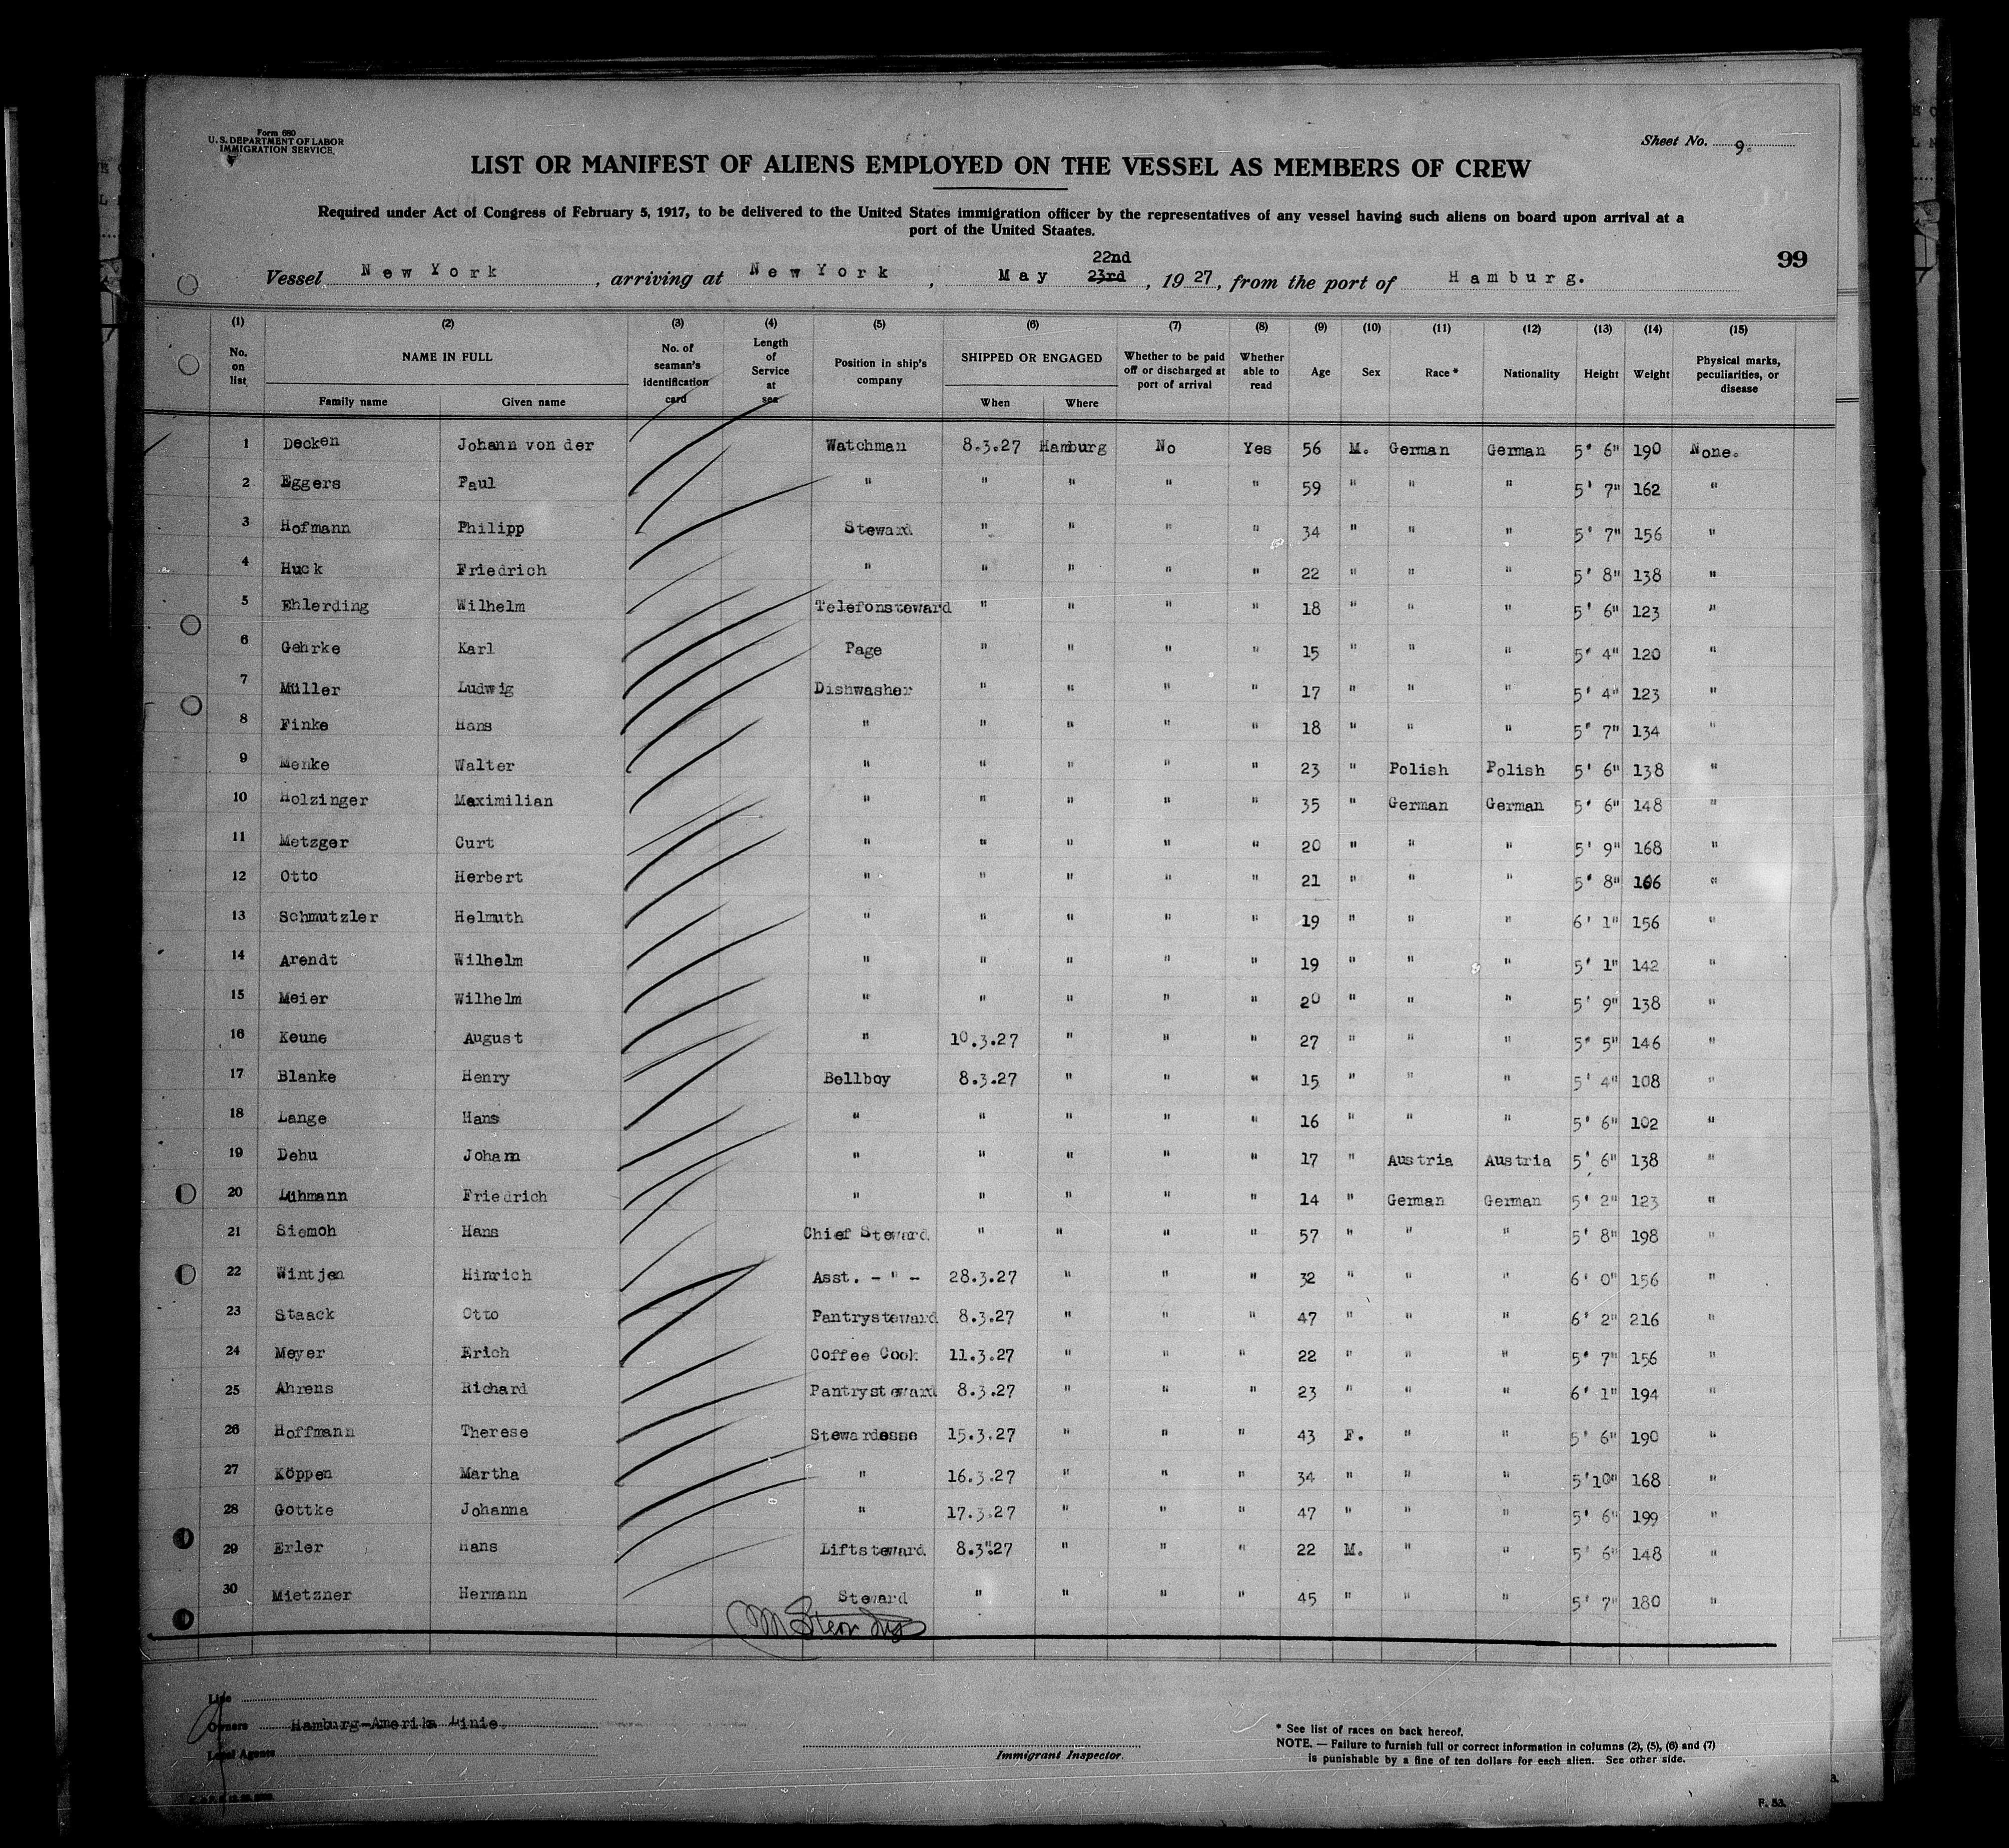 Form 680
U. S. DEPARTMENT OF LABOR
IMMIGRATION SERVICE.
Sheet No. 9.
LIST OR MANIFEST OF ALIENS EMPLOYED ON THE VESSEL AS MEMBERS OF CREW
Required under Act of Congress of February 5, 1917, to be delivered to the United States immigration officer by the representatives of any vessel having such aliens on board upon arrival at a
port of the United Staates.
99
22nd
Vessel New York, arriving at New York, May 23rd, 1927, from the port of Hamburg.
(1) (2) (3) (4) (5) (6) (7) (8) (9) (10) (11) (12) (13) (14) (15)
No. on list NAME IN FULL Family name Given name No. of seaman's identification card Length of Service at sea Position in ship's company SHIPPED OR ENGAGED When Where Whether to be paid off or discharged at port of arrival Whether able to read Age Sex Race * Nationality Height Weight Physical marks, peculiarities, or disease
1 Decken Johann von der Watchman 8.3.27 Hamburg No Yes 56 M. German German 5' 6" 190 None.
2 Eggers Paul " " " " " 59 " " " 5' 7" 162 "
3 Hofmann Philipp Steward " " " " 34 " " " 5' 7" 156 "
4 Huck Friedrich " " " " " 22 " " " 5' 8" 138 "
5 Ehlerding Wilhelm Telefonsteward " " " " 18 " " " 5' 6" 123 "
6 Gehrke Karl Page " " " " 15 " " " 5' 4" 120 "
7 Müller Ludwig Dishwasher " " " " 17 " " " 5' 4" 123 "
8 Finke Hans " " " " " 18 " " " 5' 7" 134 "
9 Menke Walter " " " " " 23 " Polish Polish 5' 6" 138 "
10 Holzinger Maximilian " " " " " 35 " German German 5' 6" 148 "
11 Metzger Curt " " " " " 20 " " " 5' 9" 168 "
12 Otto Herbert " " " " " 21 " " " 5' 8" 166 "
13 Schmutzler Helmuth " " " " " 19 " " " 6' 1" 156 "
14 Arendt Wilhelm " " " " " 19 " " " 5' 1" 142 "
15 Meier Wilhelm " " " " " 20 " " " 5' 9" 138 "
16 Keune August " 10.3.27 " " " 27 " " " 5' 5" 146 "
17 Blanke Henry Bellboy 8.3.27 " " " 15 " " " 5' 4" 108 "
18 Lange Hans " " " " " 16 " " " 5' 6" 102 "
19 Dehu Johann " " " " " 17 " Austria Austria 5' 6" 138 "
20 Lühmann Friedrich " " " " " 14 " German German 5' 2" 123 "
21 Siemoh Hans Chief Steward " " " " 57 " " " 5' 8" 198 "
22 Wintjen Hinrich Asst. - " - 28.3.27 " " " 32 " " " 6' 0" 156 "
23 Staack Otto Pantrysteward 8.3.27 " " " 47 " " " 6' 2" 216 "
24 Meyer Erich Coffee Cook 11.3.27 " " " 22 " " " 5' 7" 156 "
25 Ahrens Richard Pantrysteward 8.3.27 " " " 23 " " " 6' 1" 194 "
26 Hoffmann Therese Stewardesse 15.3.27 " " " 43 F. " " 5' 6" 190 "
27 Köppen Martha " 16.3.27 " " " 34 " " " 5'10" 168 "
28 Gottke Johanna " 17.3.27 " " " 47 " " " 5' 6" 199 "
29 Erler Hans Liftsteward 8.3.27 " " " 22 M. " " 5' 6" 148 "
30 Mietzner Hermann Steward " " " " 45 " " " 5' 7" 180 "
Line
Owners Hamburg-Amerika Linie.
Local Agents
Immigrant Inspector.
* See list of races on back hereof.
NOTE. — Failure to furnish full or correct information in columns (2), (5), (6) and (7)
is punishable by a fine of ten dollars for each alien. See other side.
F. 53.